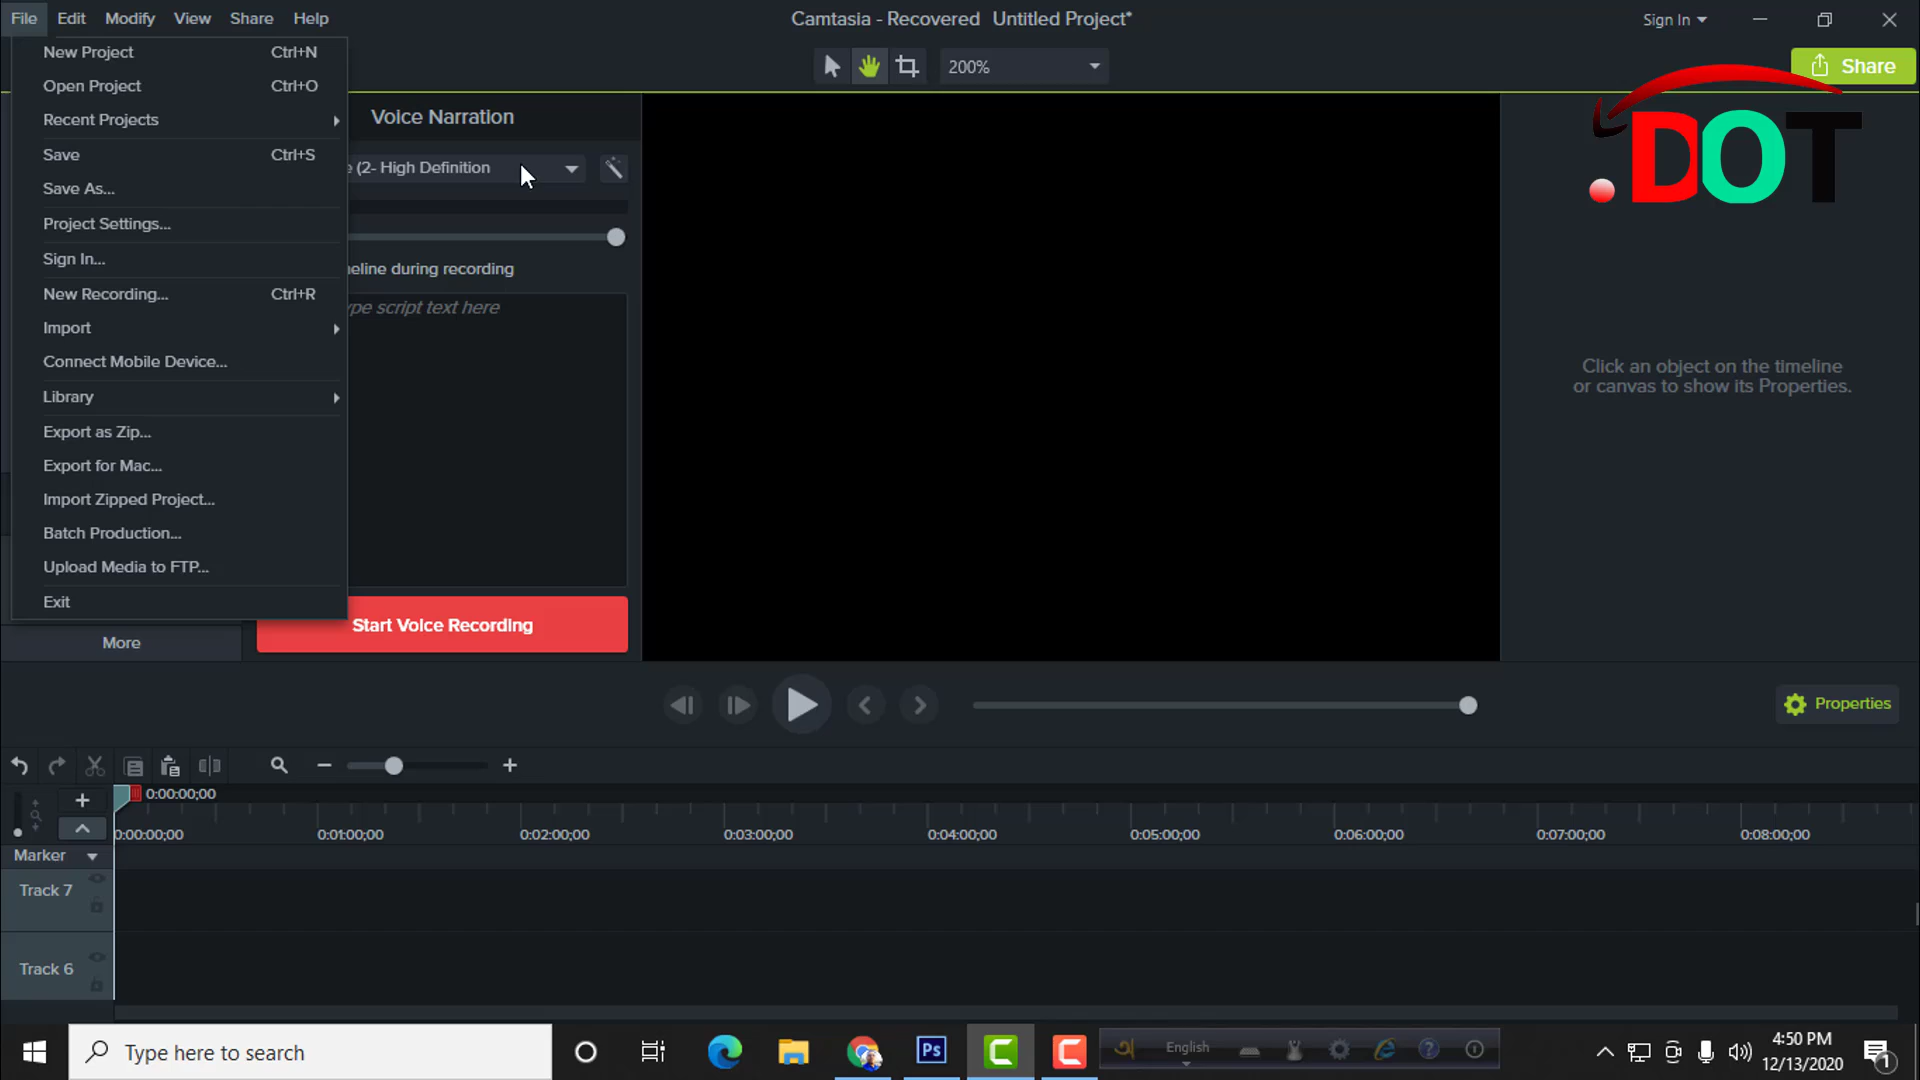 File Edit Modify View Share Help
Camtasia - Recovered Untitled Project*
Sign In
200%
Share
.DOT
New Project Ctrl+N
Open Project Ctrl+O
Recent Projects
Save Ctrl+S
Save As...
Project Settings...
Sign In...
New Recording... Ctrl+R
Import
Connect Mobile Device...
Library
Export as Zip...
Export for Mac...
Import Zipped Project...
Batch Production...
Upload Media to FTP...
Exit
More
Voice Narration
(2- High Definition
during recording
script text here
Start Voice Recording
Click an object on the timeline
or canvas to show its Properties.
Properties
0:00:00;00
0:00:00;00 0:01:00;00 0:02:00;00 0:03:00;00 0:04:00;00 0:05:00;00 0:06:00;00 0:07:00;00 0:08:00;00
Marker
Track 7
Track 6
Type here to search
Ps
English
4:50 PM
12/13/2020
1